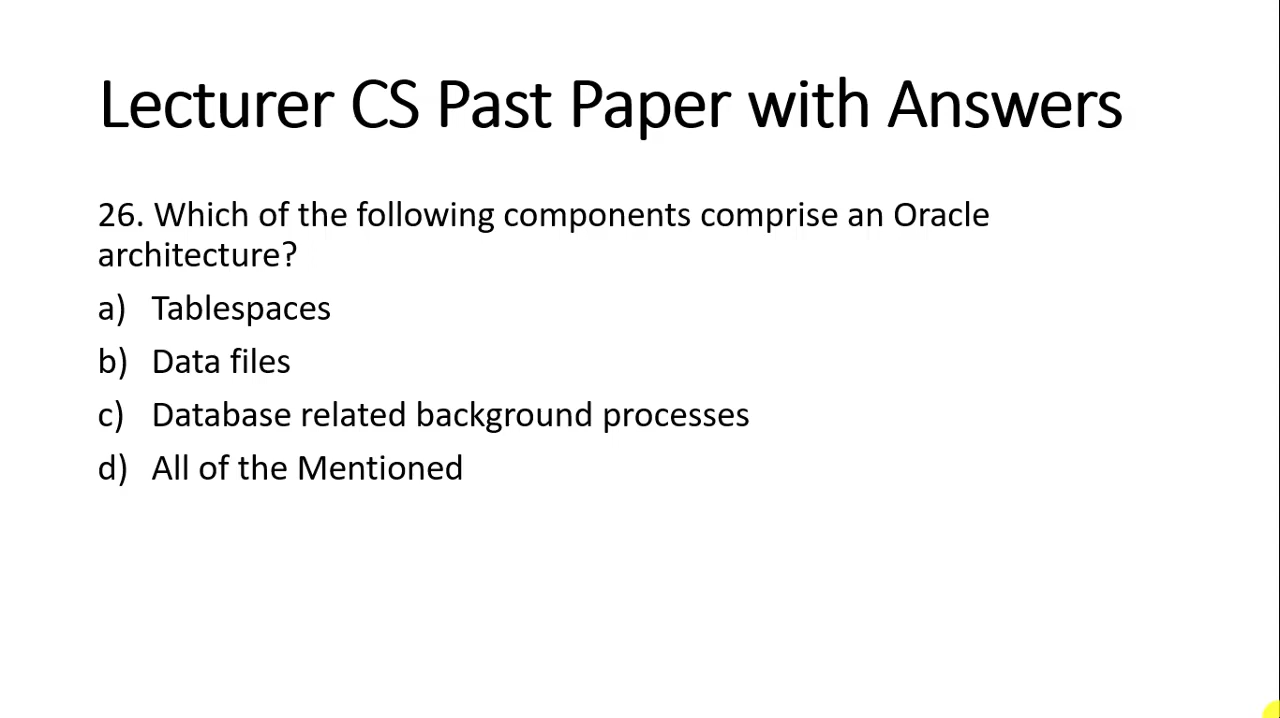 Lecturer CS Past Paper with Answers
26. Which of the following components comprise an Oracle
architecture?
a) Tablespaces
b) Data files
c) Database related background processes
d) All of the Mentioned